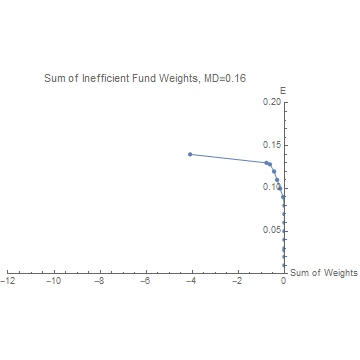 Sum of Inefficient Fund Weights, MD=0.16
E
0.20
0.15
0.10
0.05
Sum of Weights
−12 −10 −8 −6 −4 −2 0